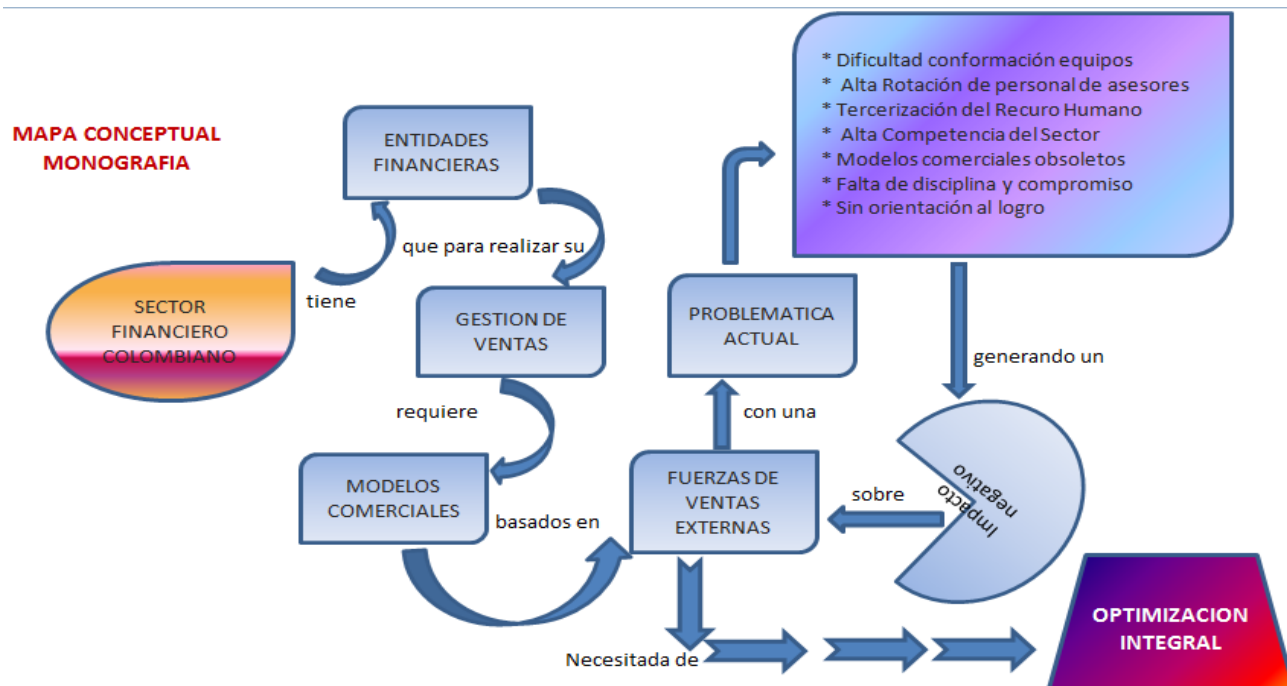 MAPA CONCEPTUAL
MONOGRAFIA
SECTOR
FINANCIERO
COLOMBIANO
tiene
ENTIDADES
FINANCIERAS
que para realizar su
GESTION DE
VENTAS
requiere
MODELOS
COMERCIALES
basados en
FUERZAS DE
VENTAS
EXTERNAS
con una
PROBLEMATICA
ACTUAL
* Dificultad conformación equipos
* Alta Rotación de personal de asesores
* Tercerización del Recuro Humano
* Alta Competencia del Sector
* Modelos comerciales obsoletos
* Falta de disciplina y compromiso
* Sin orientación al logro
generando un
Impacto
negativo
sobre
Necesitada de
OPTIMIZACION
INTEGRAL